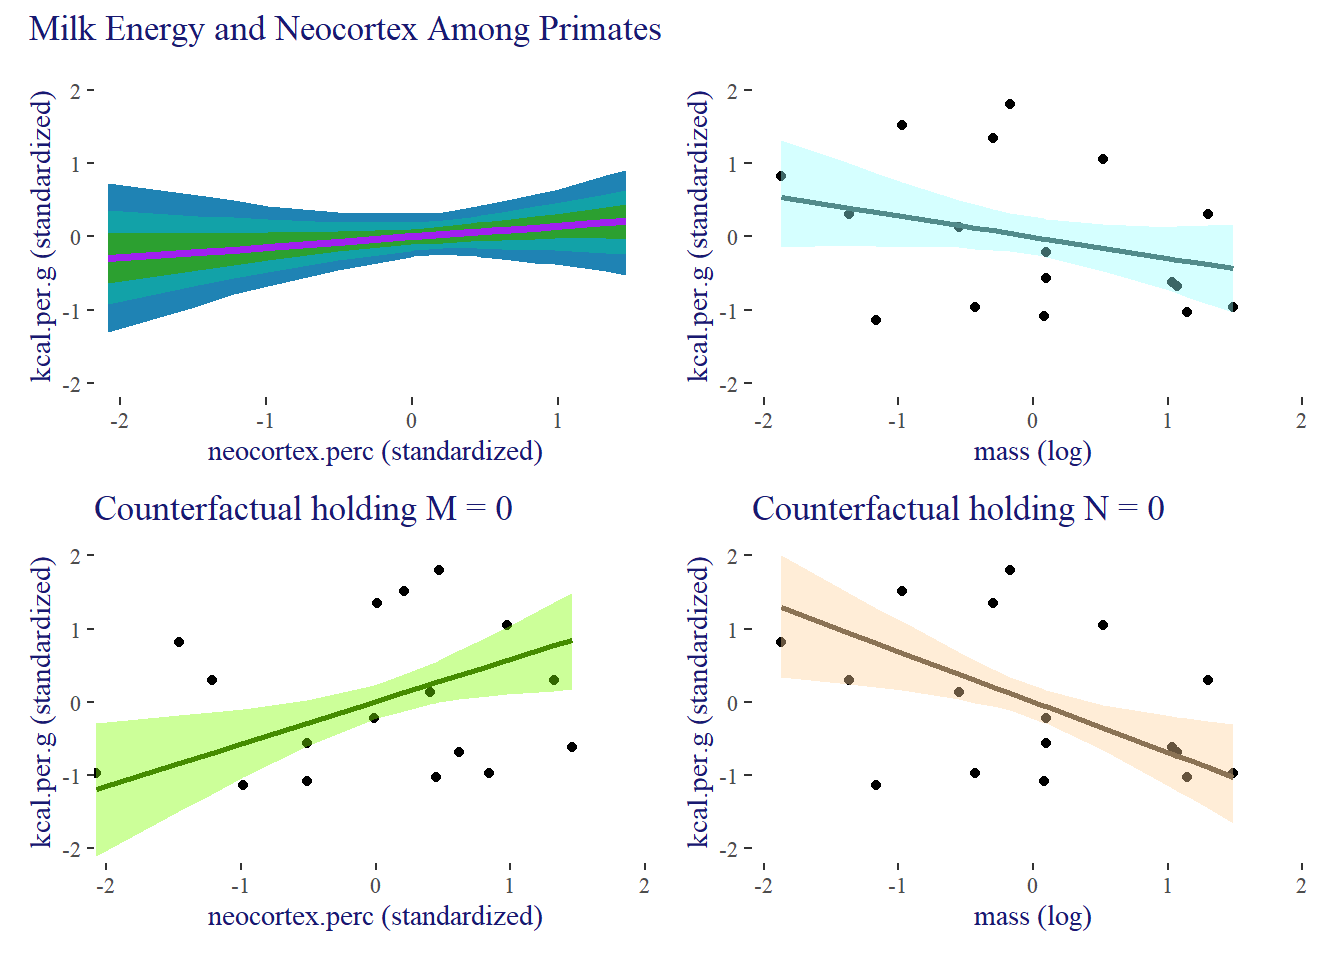 Milk Energy and Neocortex Among Primates
kcal.per.g (standardized)
2
1
0
-1
-2
-2 -1 0 1
neocortex.perc (standardized)
kcal.per.g (standardized)
2
1
0
-1
-2
-2 -1 0 1 2
mass (log)
Counterfactual holding M = 0
kcal.per.g (standardized)
2
1
0
-1
-2
-2 -1 0 1 2
neocortex.perc (standardized)
Counterfactual holding N = 0
kcal.per.g (standardized)
2
1
0
-1
-2
-2 -1 0 1 2
mass (log)